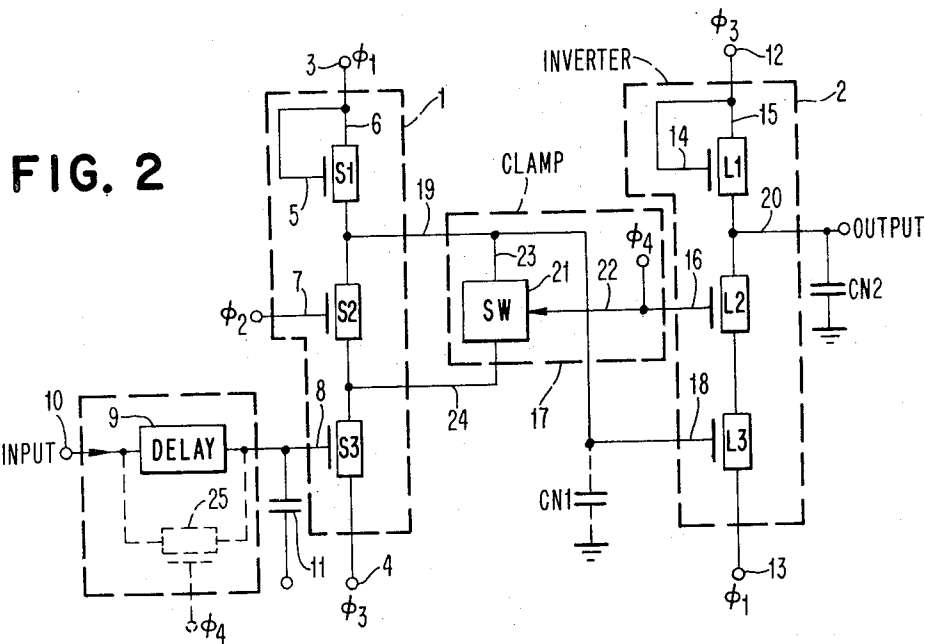 FIG. 2
ϕ3
3 ϕ1
12
INVERTER
1
2
6
15
14
S1
L1
5
CLAMP
19
20
OUTPUT
ϕ4
23
21
22
16
7
ϕ2
S2
SW
L2
CN2
24
17
10
9
8
18
INPUT
DELAY
S3
L3
25
CN1
11
4
13
ϕ3
ϕ1
ϕ4